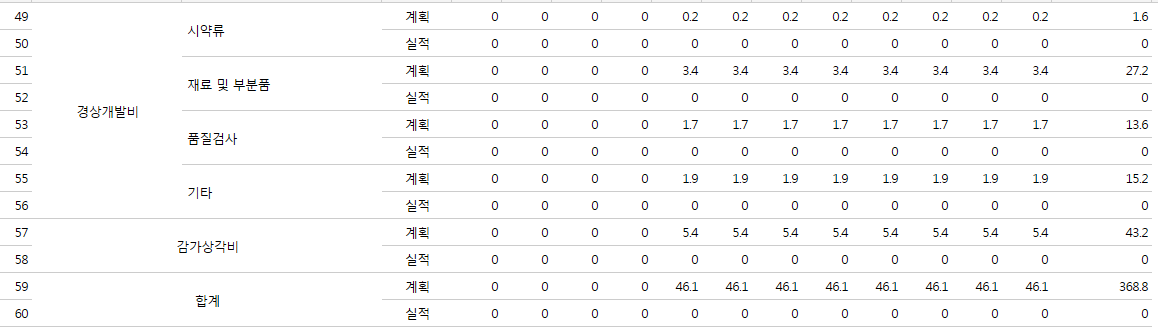 49 시약류 계획 0 0 0 0 0.2 0.2 0.2 0.2 0.2 0.2 0.2 0.2 1.6
50 실적 0 0 0 0 0 0 0 0 0 0 0 0 0
51 경상개발비 재료 및 부분품 계획 0 0 0 0 3.4 3.4 3.4 3.4 3.4 3.4 3.4 3.4 27.2
52 실적 0 0 0 0 0 0 0 0 0 0 0 0 0
53 품질검사 계획 0 0 0 0 1.7 1.7 1.7 1.7 1.7 1.7 1.7 1.7 13.6
54 실적 0 0 0 0 0 0 0 0 0 0 0 0 0
55 기타 계획 0 0 0 0 1.9 1.9 1.9 1.9 1.9 1.9 1.9 1.9 15.2
56 실적 0 0 0 0 0 0 0 0 0 0 0 0 0
57 감가상각비 계획 0 0 0 0 5.4 5.4 5.4 5.4 5.4 5.4 5.4 5.4 43.2
58 실적 0 0 0 0 0 0 0 0 0 0 0 0 0
59 합계 계획 0 0 0 0 46.1 46.1 46.1 46.1 46.1 46.1 46.1 46.1 368.8
60 실적 0 0 0 0 0 0 0 0 0 0 0 0 0